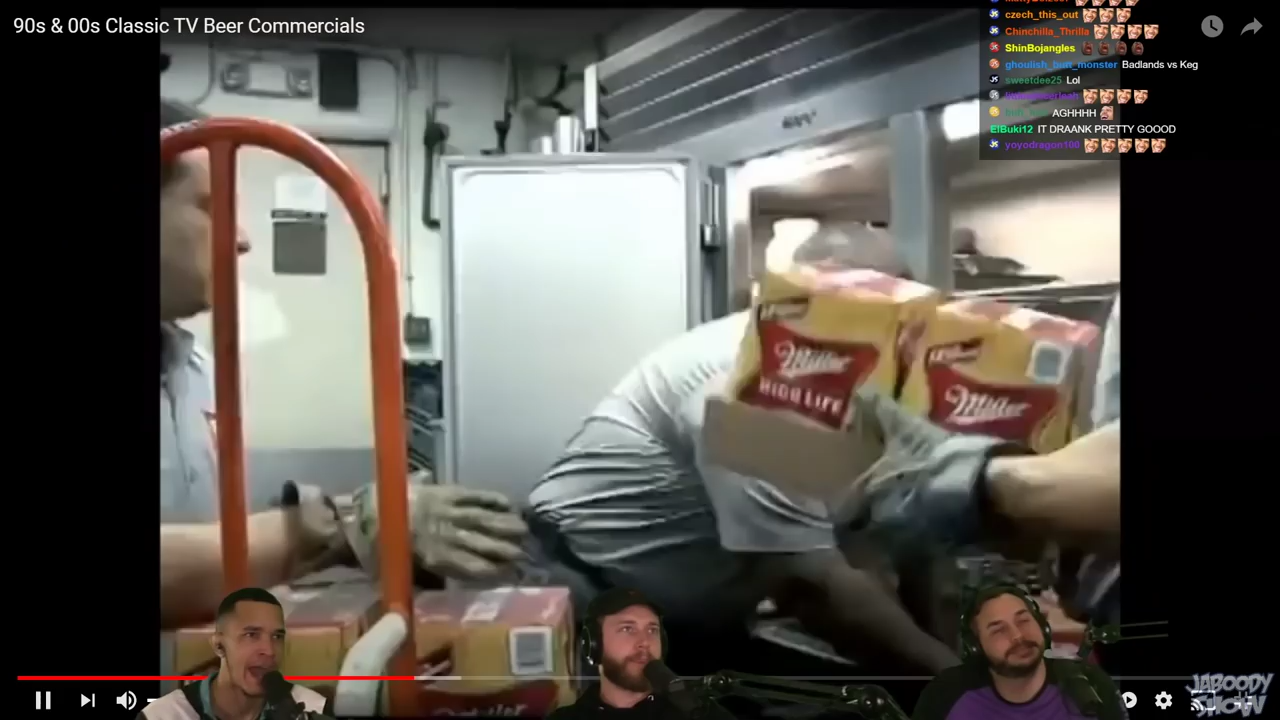 90s & 00s Classic TV Beer Commercials
czech_this_out
Chinchilla_Thrilla
ShinBojangles
ghoulish_butt_monster Badlands vs Keg
sweetdee25 Lol
AGHHHH
ElBuki12 IT DRAANK PRETTY GOOOD
yoyodragon100
Miller
HIGH LIFE
Miller
JABOODY
SHOW